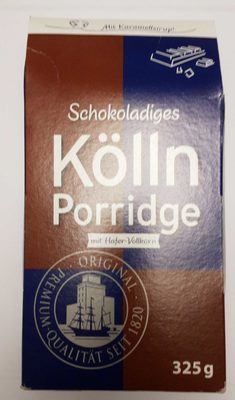 Mit Karamellsirup!
Schokoladiges
Kölln
Porridge
mit Hafer-Vollkorn
· ORIGINAL ·
PREMIUM-QUALITÄT SEIT 1820
325g